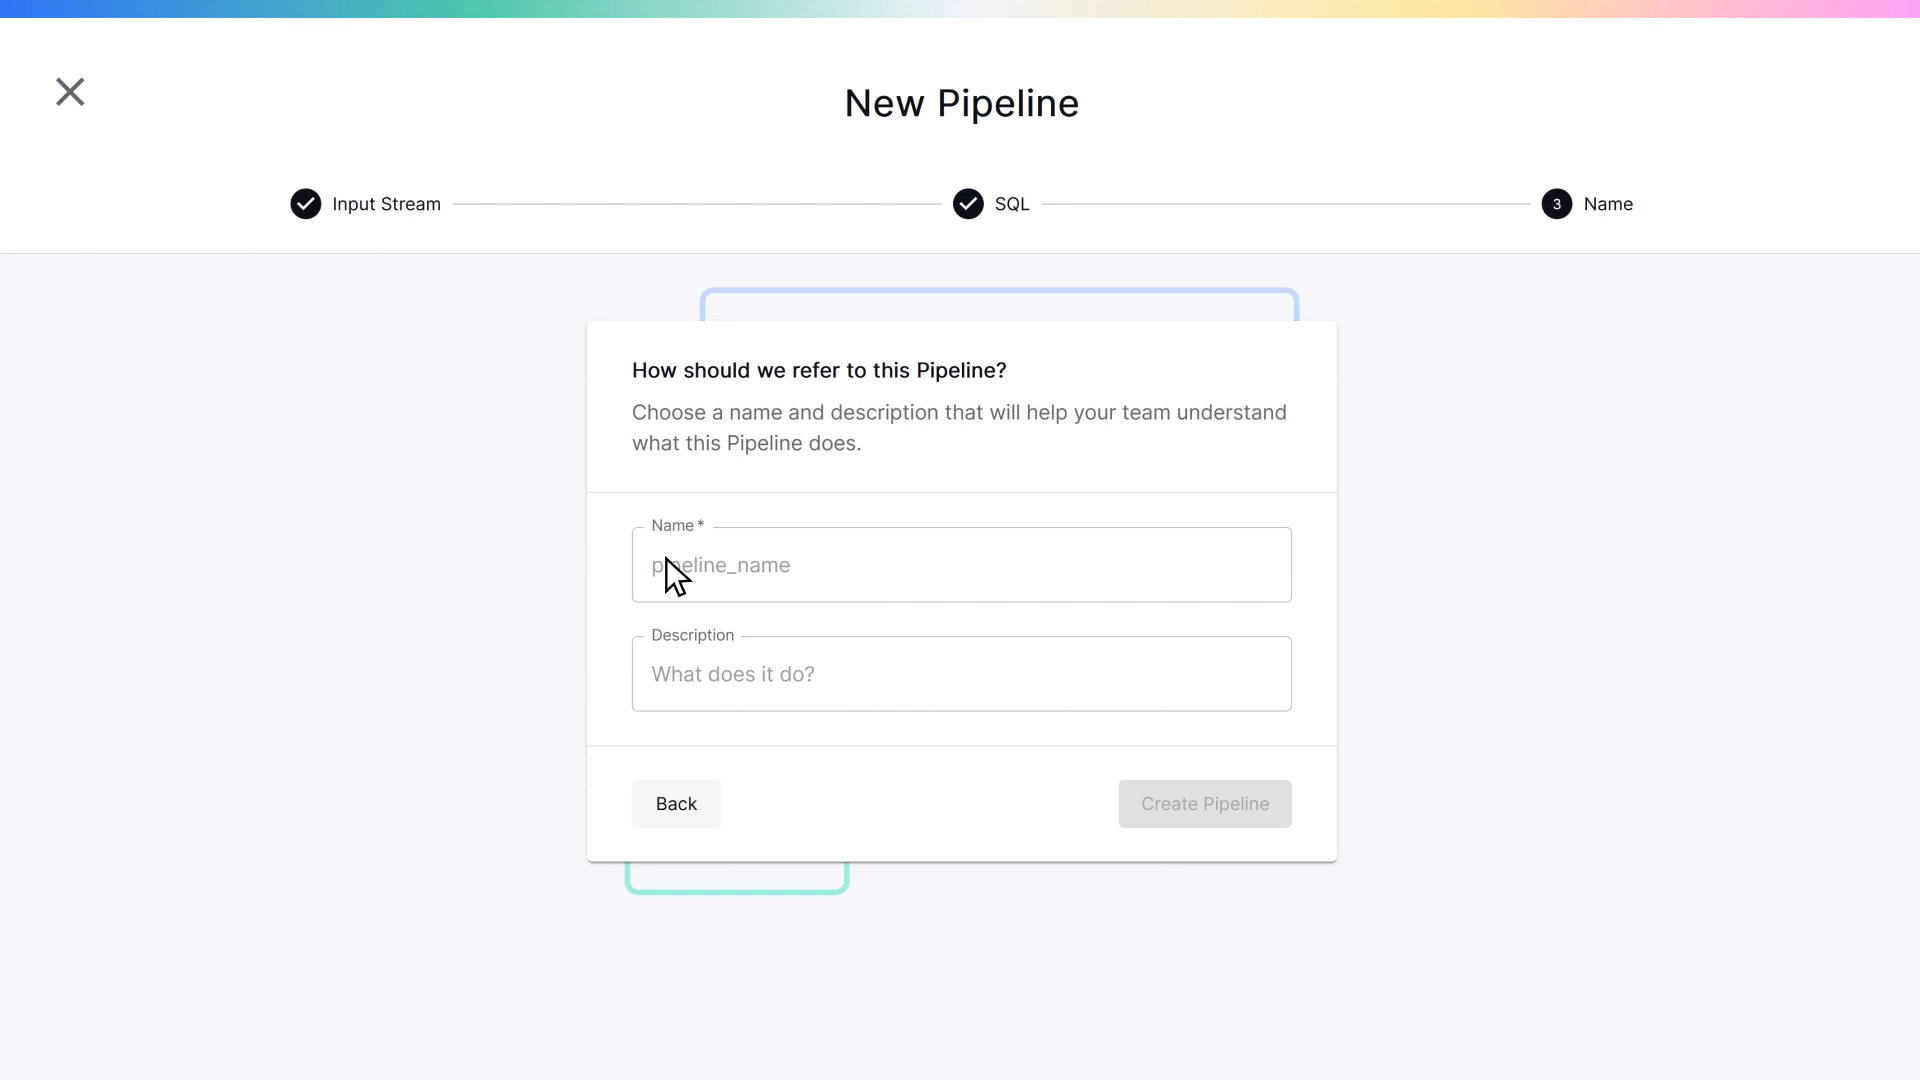 New Pipeline
Input Stream
SQL
3 Name
How should we refer to this Pipeline?
Choose a name and description that will help your team understand
what this Pipeline does.
Name *
pipeline_name
Description
What does it do?
Back
Create Pipeline